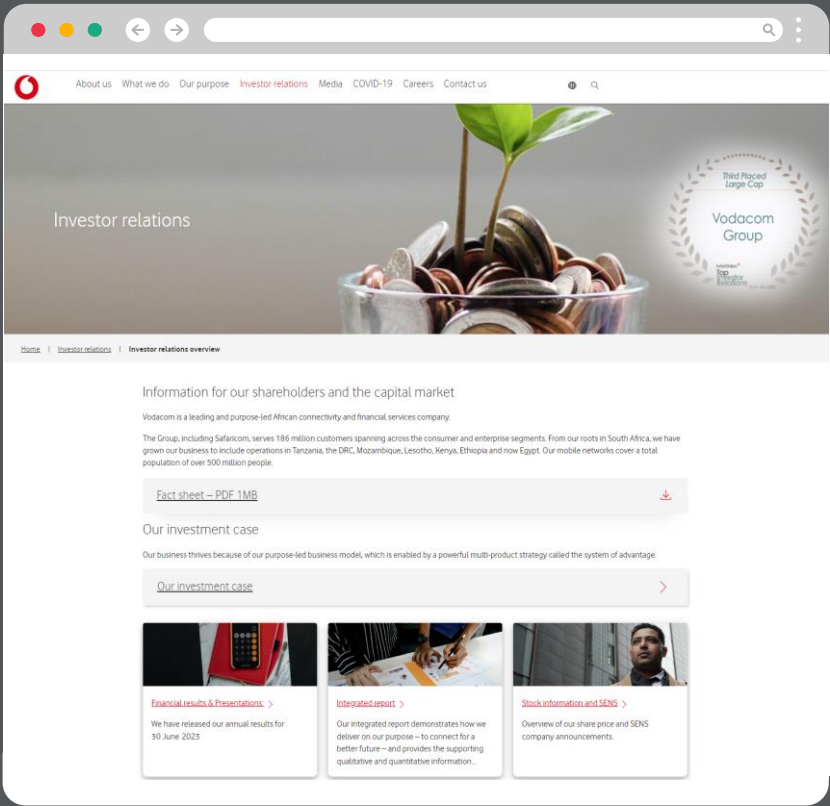 About us What we do Our purpose Investor relations Media COVID-19 Careers Contact us
Third Placed
Large Cap
Investor relations
Vodacom
Group
Top
Investor
Relations
Home | Investor relations | Investor relations overview
Information for our shareholders and the capital market
Vodacom is a leading and purpose-led African connectivity and financial services company.
The Group, including Safaricom, serves 186 million customers spanning across the consumer and enterprise segments. From our roots in South Africa, we have
grown our business to include operations in Tanzania, the DRC, Mozambique, Lesotho, Kenya, Ethiopia and now Egypt. Our mobile networks cover a total
population of over 500 million people.
Fact sheet – PDF 1MB
Our investment case
Our business thrives because of our purpose-led business model, which is enabled by a powerful multi-product strategy called the system of advantage.
Our investment case
Financial results & Presentations
We have released our annual results for
30 June 2023
Integrated report
Our integrated report demonstrates how we
deliver on our purpose – to connect for a
better future – and provides the supporting
qualitative and quantitative information...
Stock information and SENS
Overview of our share price and SENS
company announcements.